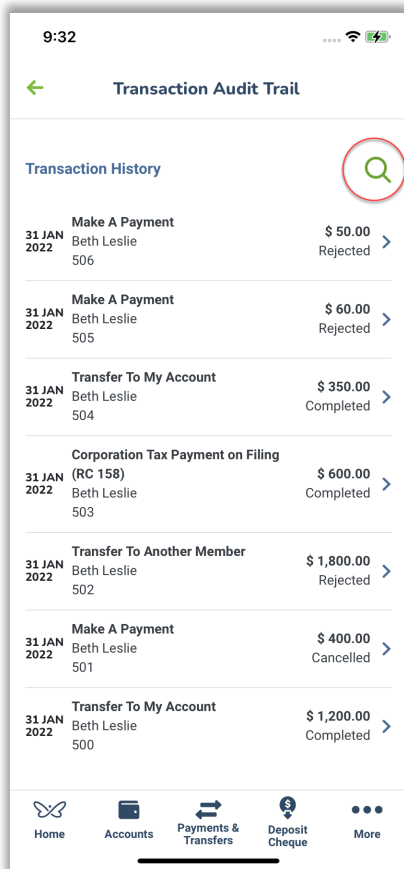 9:32
Transaction Audit Trail
Transaction History
Make A Payment
31 JAN
2022
Beth Leslie
506
$ 50.00
Rejected
Make A Payment
31 JAN
2022
Beth Leslie
505
$ 60.00
Rejected
Transfer To My Account
31 JAN
2022
Beth Leslie
504
$ 350.00
Completed
Corporation Tax Payment on Filing
(RC 158)
31 JAN
2022
Beth Leslie
503
$ 600.00
Completed
Transfer To Another Member
31 JAN
2022
Beth Leslie
502
$ 1,800.00
Rejected
Make A Payment
31 JAN
2022
Beth Leslie
501
$ 400.00
Cancelled
Transfer To My Account
31 JAN
2022
Beth Leslie
500
$ 1,200.00
Completed
Home
Accounts
Payments &
Transfers
Deposit
Cheque
More